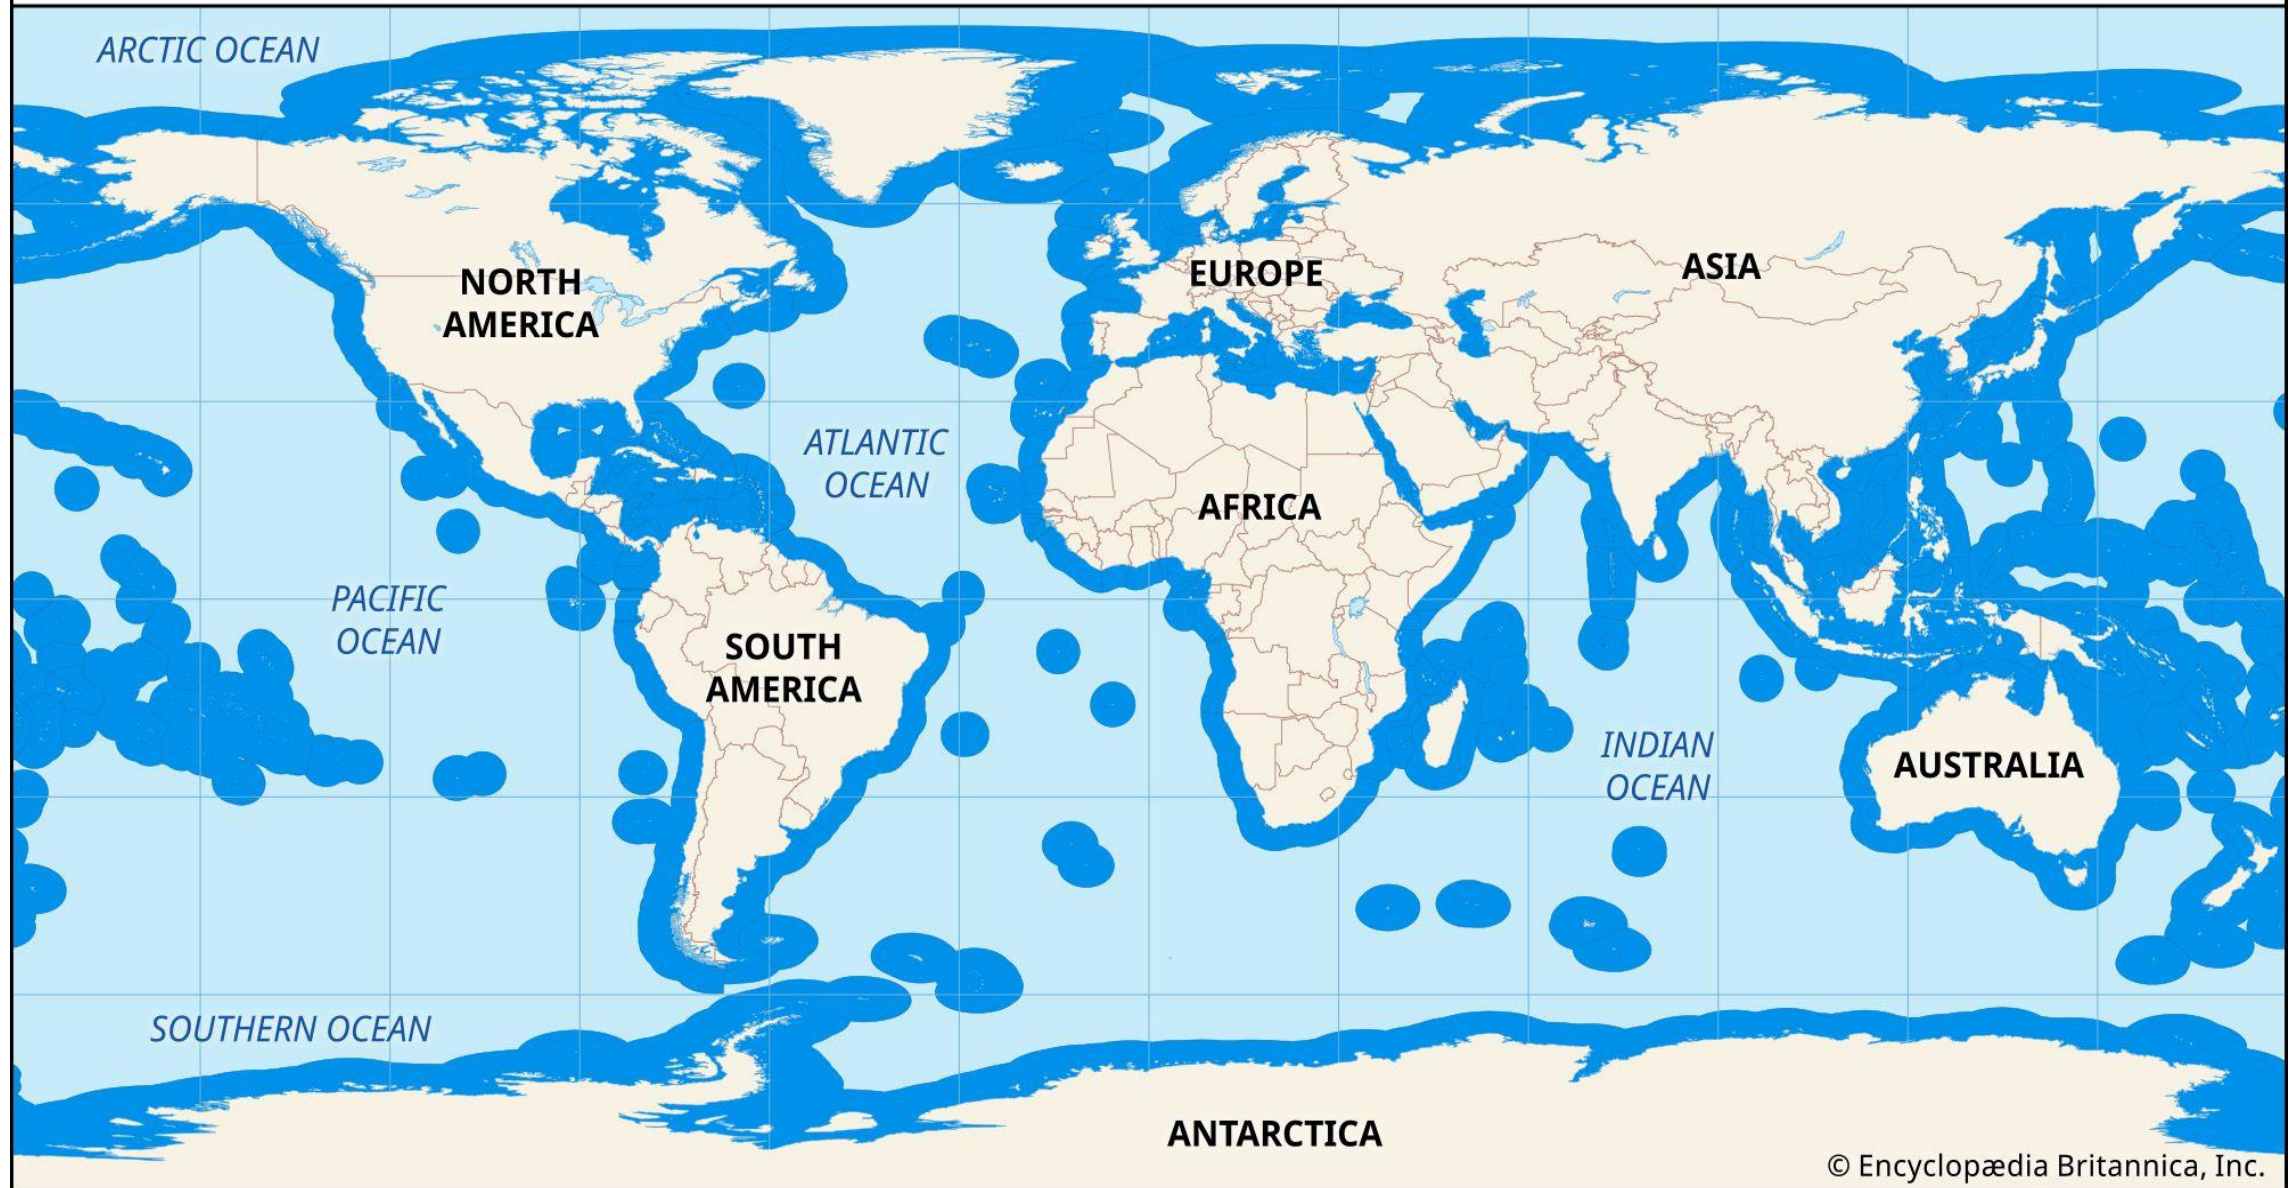 ARCTIC OCEAN
NORTH
AMERICA
EUROPE
ASIA
ATLANTIC
OCEAN
AFRICA
PACIFIC
OCEAN
SOUTH
AMERICA
INDIAN
OCEAN
AUSTRALIA
SOUTHERN OCEAN
ANTARCTICA
© Encyclopædia Britannica, Inc.